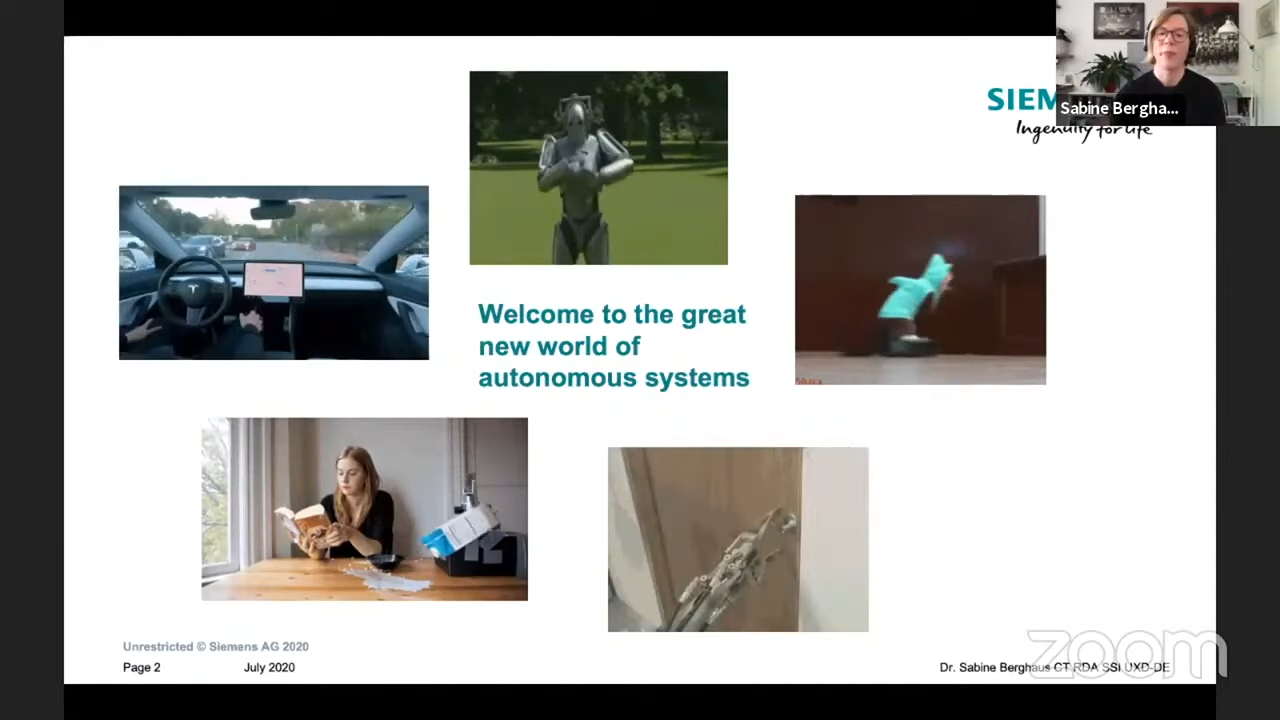 SIEM
Sabine Bergha...
Ingenuity for life
Welcome to the great
new world of
autonomous systems
Unrestricted © Siemens AG 2020
Page 2 July 2020
Dr. Sabine Berghaus CT RDA SSI UXD-DE
zoom